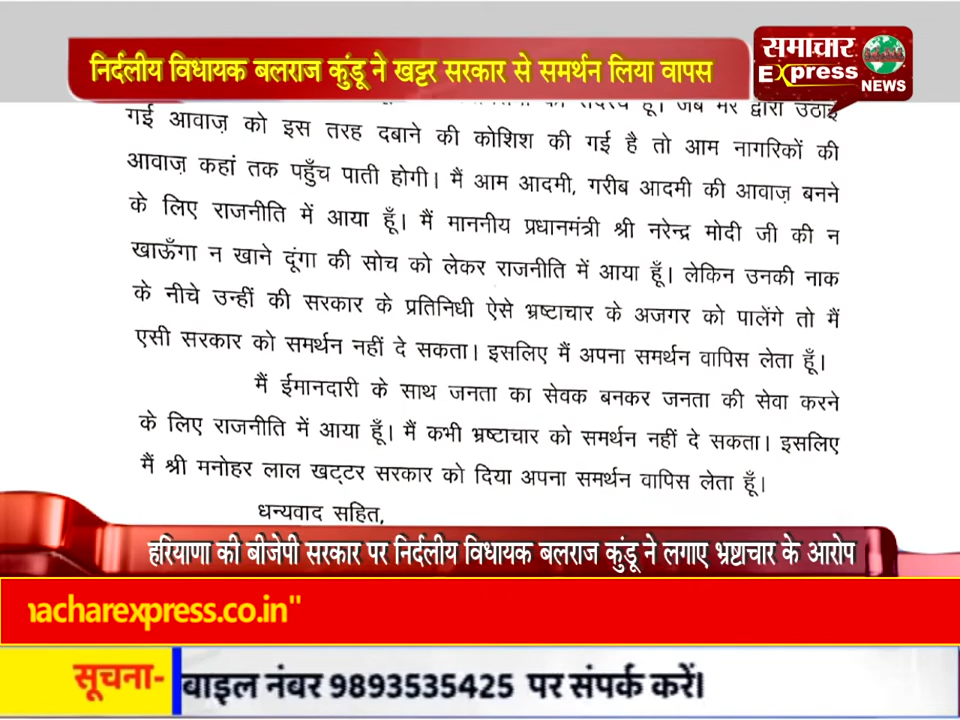 निर्दलीय विधायक बलराज कुंडू ने खट्टर सरकार से समर्थन लिया वापस
समाचार
Express
NEWS
सदस्य हूँ। जब मेरे द्वारा उठाई
गई आवाज़ को इस तरह दबाने की कोशिश की गई है तो आम नागरिकों की
आवाज़ कहां तक पहुँच पाती होगी। मैं आम आदमी, गरीब आदमी की आवाज़ बनने
के लिए राजनीति में आया हूँ। मैं माननीय प्रधानमंत्री श्री नरेन्द्र मोदी जी की न
खाऊँगा न खाने दूंगा की सोच को लेकर राजनीति में आया हूँ। लेकिन उनकी नाक
के नीचे उन्हीं की सरकार के प्रतिनिधी ऐसे भ्रष्टाचार के अजगर को पालेंगे तो मैं
एसी सरकार को समर्थन नहीं दे सकता। इसलिए मैं अपना समर्थन वापिस लेता हूँ।
मैं ईमानदारी के साथ जनता का सेवक बनकर जनता की सेवा करने
के लिए राजनीति में आया हूँ। मैं कभी भ्रष्टाचार को समर्थन नहीं दे सकता। इसलिए
मैं श्री मनोहर लाल खट्टर सरकार को दिया अपना समर्थन वापिस लेता हूँ।
धन्यवाद सहित,
हरियाणा की बीजेपी सरकार पर निर्दलीय विधायक बलराज कुंडू ने लगाए भ्रष्टाचार के आरोप
macharexpress.co.in"
सूचना- वाइल नंबर 9893535425 पर संपर्क करें।